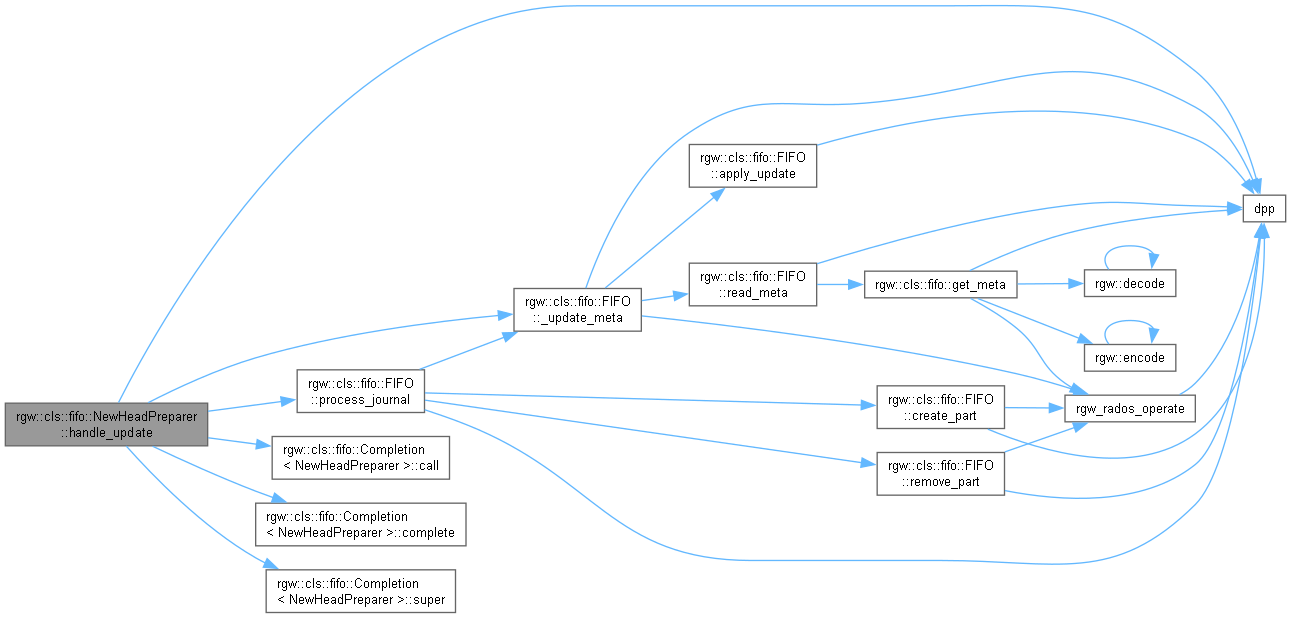 rgw::cls::fifo::FIFO
::apply_update
dpp
rgw::cls::fifo::FIFO
::read_meta
rgw::cls::fifo::get_meta
rgw::decode
rgw::cls::fifo::FIFO
::_update_meta
rgw::encode
rgw::cls::fifo::FIFO
::process_journal
rgw::cls::fifo::FIFO
::create_part
rgw_rados_operate
rgw::cls::fifo::NewHeadPreparer
::handle_update
rgw::cls::fifo::Completion
< NewHeadPreparer >::call
rgw::cls::fifo::FIFO
::remove_part
rgw::cls::fifo::Completion
< NewHeadPreparer >::complete
rgw::cls::fifo::Completion
< NewHeadPreparer >::super